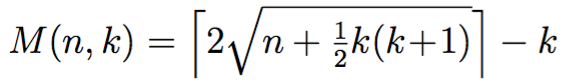 M(n, k) = ⌈2√(n + ½k(k+1))⌉ − k